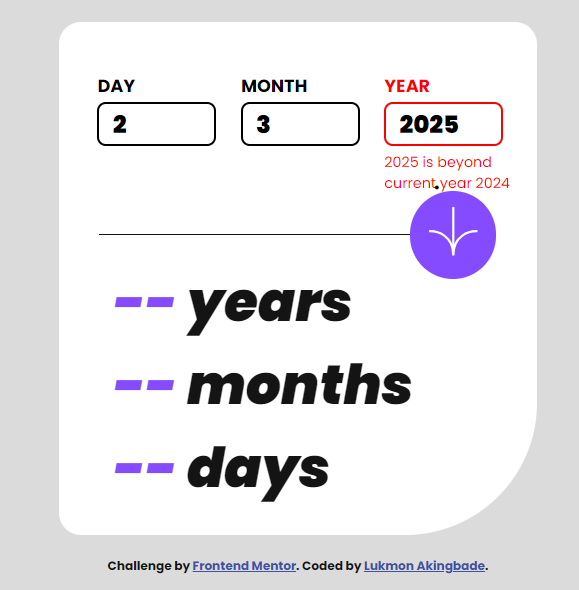 DAY MONTH YEAR
2 3 2025
2025 is beyond
current year 2024
-- years
-- months
-- days
Challenge by Frontend Mentor. Coded by Lukmon Akingbade.